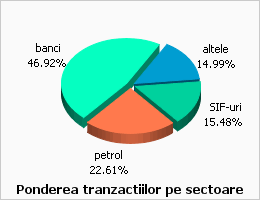 banci
46.92%
altele
14.99%
SIF-uri
15.48%
petrol
22.61%
Ponderea tranzactiilor pe sectoare